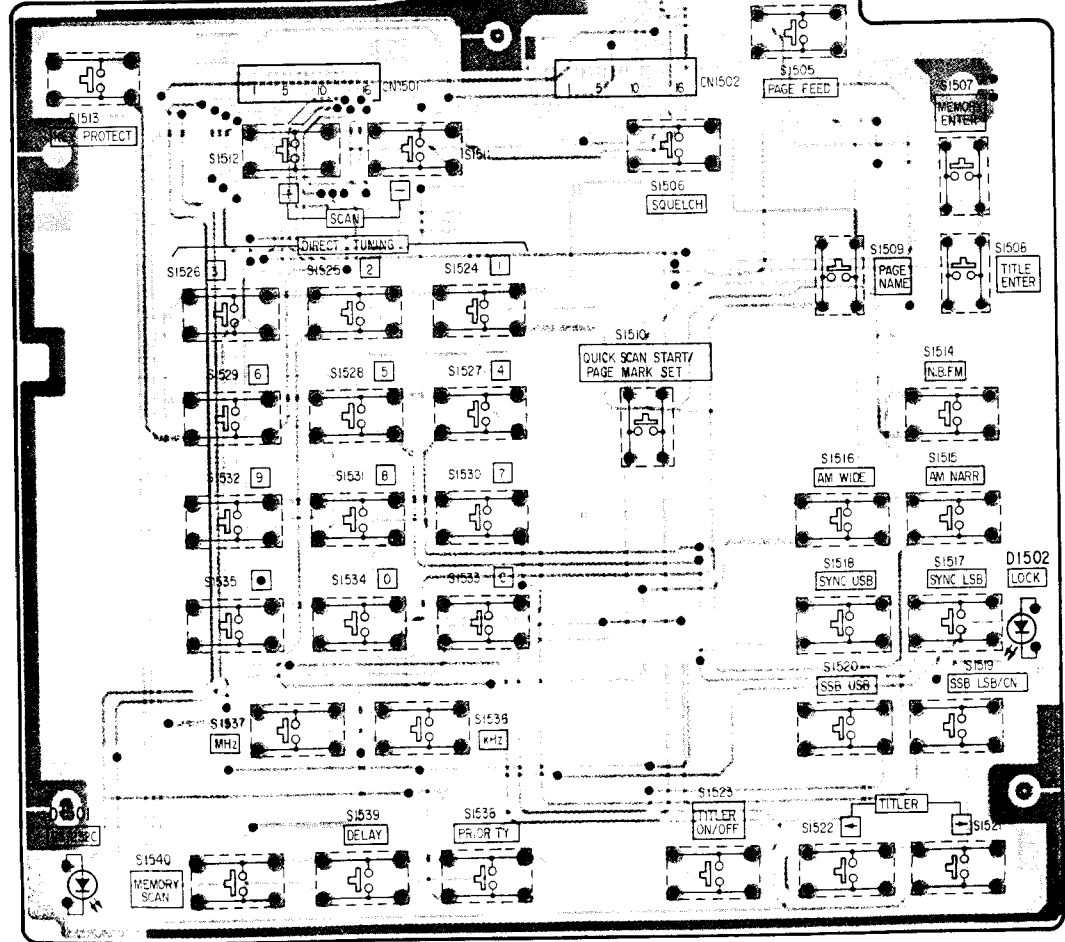 S1505
PAGE FEED
1 5 10 16
CN1501
1 5 10 16
CN1502
S1507
MEMORY
ENTER
S1513
PROTECT
S1512
+
−
SCAN
S1506
SQUELCH
DIRECT TUNING
S1509
PAGE
NAME
S1508
TITLE
ENTER
S1526 3
S1525 2
S1524 1
S1510
QUICK SCAN START/
PAGE MARK SET
S1514
N.B.FM
S1529 6
S1528 5
S1527 4
S1516
AM WIDE
S1515
AM NARR
S1532 9
S1531 8
S1530 7
S1518
SYNC USB
S1517
SYNC LSB
D1502
LOCK
S1535 •
S1534 0
S1533 C
S1520
SSB USB
S1519
SSB LSB/CN
S1537
MHz
S1536
KHz
S1539
DELAY
S1538
PRIORITY
S1523
TITLER
ON/OFF
TITLER
S1522
S1521
S1540
MEMORY
SCAN